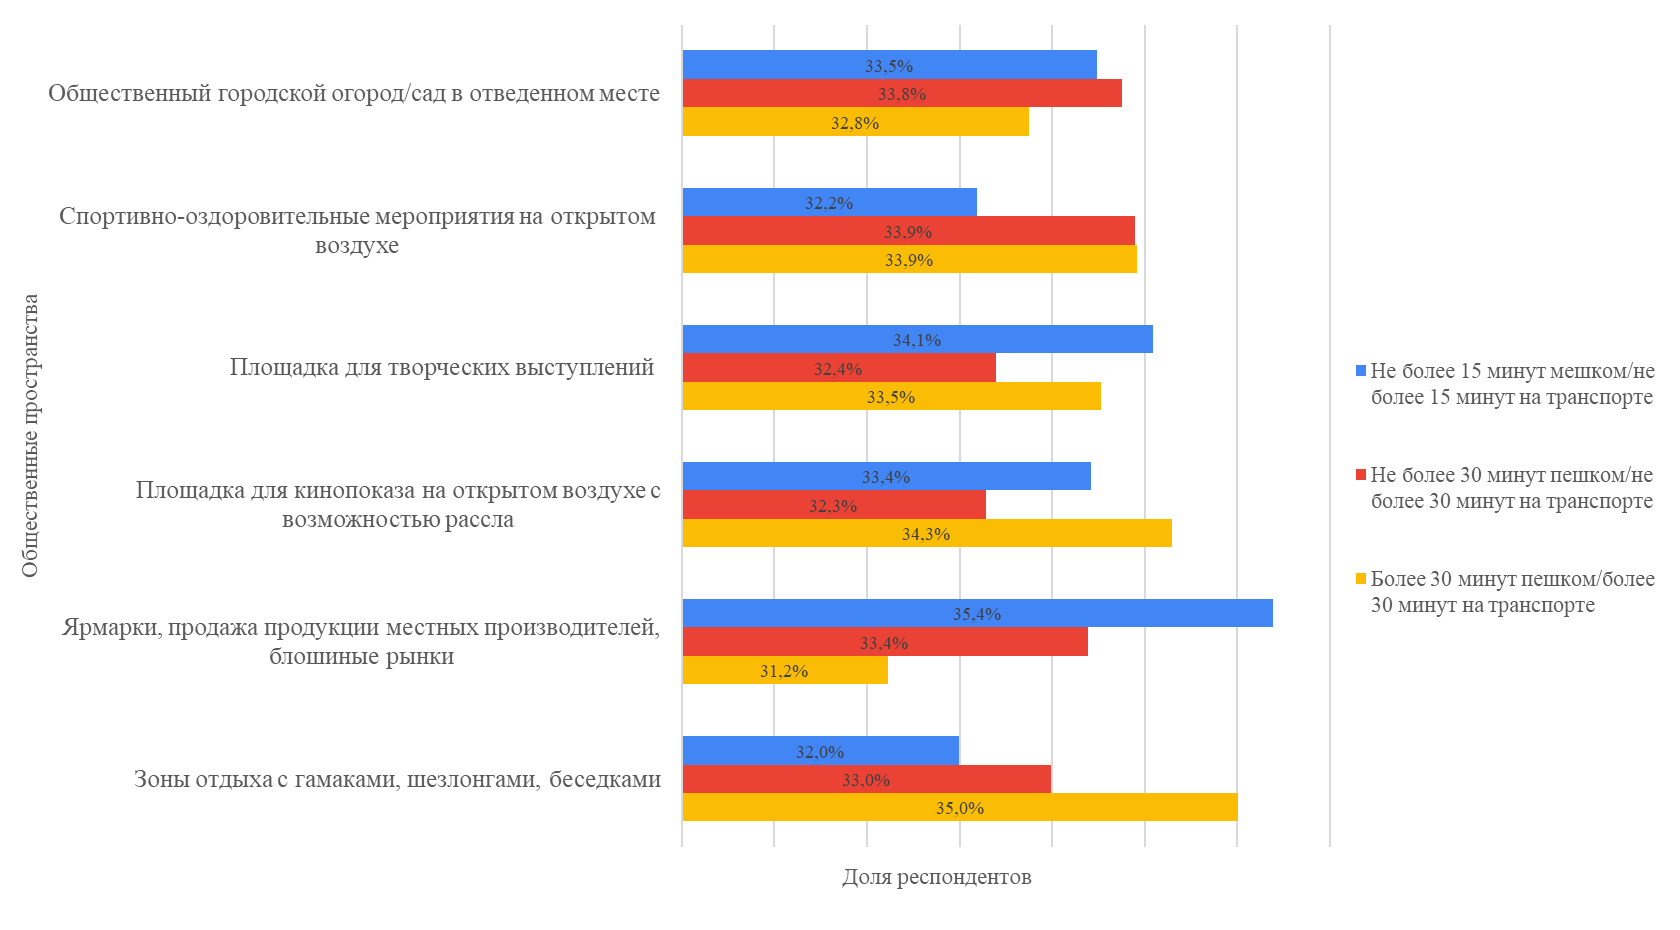 Общественный городской огород/сад в отведенном месте
33,5%
33,8%
32,8%
Спортивно-оздоровительные мероприятия на открытом
воздухе
32,2%
33,9%
33,9%
Площадка для творческих выступлений
34,1%
32,4%
33,5%
Площадка для кинопоказа на открытом воздухе с
возможностью рассла
33,4%
32,3%
34,3%
Ярмарки, продажа продукции местных производителей,
блошиные рынки
35,4%
33,4%
31,2%
Зоны отдыха с гамаками, шезлонгами, беседками
32,0%
33,0%
35,0%
Общественные пространства
Доля респондентов
Не более 15 минут мешком/не
более 15 минут на транспорте
Не более 30 минут пешком/не
более 30 минут на транспорте
Более 30 минут пешком/более
30 минут на транспорте